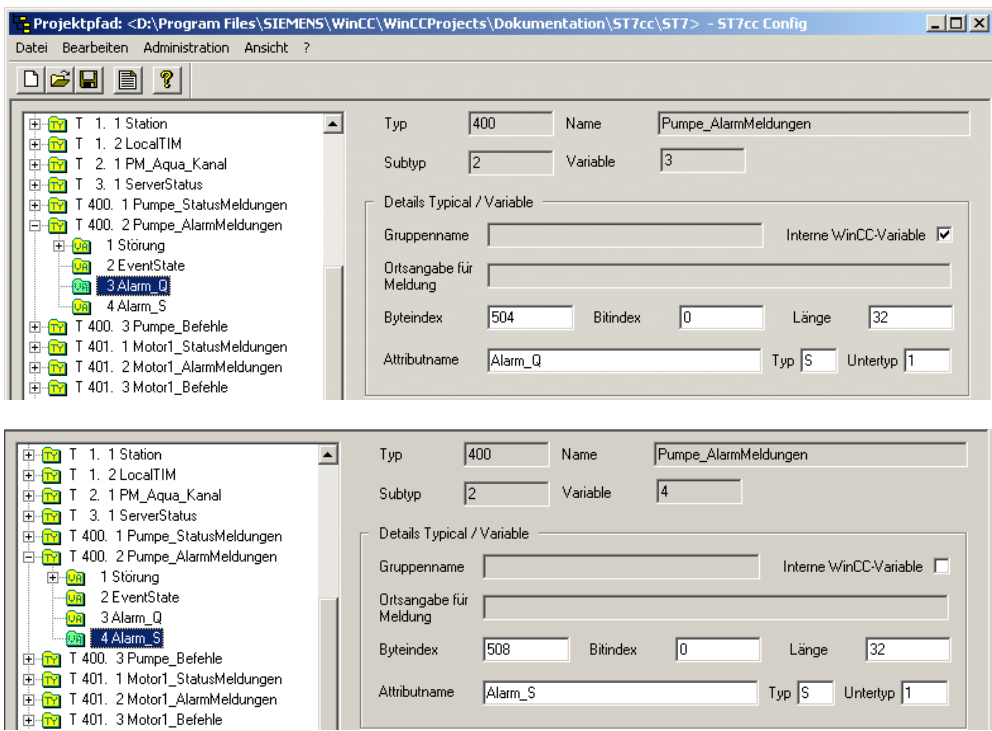 Projektpfad: <D:\Program Files\SIEMENS\WinCC\WinCCProjects\Dokumentation\ST7cc\ST7> - ST7cc Config
Datei Bearbeiten Administration Ansicht ?
T 1. 1 Station
T 1. 2 LocalTIM
T 2. 1 PM_Aqua_Kanal
T 3. 1 ServerStatus
T 400. 1 Pumpe_StatusMeldungen
T 400. 2 Pumpe_AlarmMeldungen
1 Störung
2 EventState
3 Alarm_Q
4 Alarm_S
T 400. 3 Pumpe_Befehle
T 401. 1 Motor1_StatusMeldungen
T 401. 2 Motor1_AlarmMeldungen
T 401. 3 Motor1_Befehle
Typ 400 Name Pumpe_AlarmMeldungen
Subtyp 2 Variable 3
Details Typical / Variable
Gruppenname Interne WinCC-Variable
Ortsangabe für
Meldung
Byteindex 504 Bitindex 0 Länge 32
Attributname Alarm_Q Typ S Untertyp 1
T 1. 1 Station
T 1. 2 LocalTIM
T 2. 1 PM_Aqua_Kanal
T 3. 1 ServerStatus
T 400. 1 Pumpe_StatusMeldungen
T 400. 2 Pumpe_AlarmMeldungen
1 Störung
2 EventState
3 Alarm_Q
4 Alarm_S
T 400. 3 Pumpe_Befehle
T 401. 1 Motor1_StatusMeldungen
T 401. 2 Motor1_AlarmMeldungen
T 401. 3 Motor1_Befehle
Typ 400 Name Pumpe_AlarmMeldungen
Subtyp 2 Variable 4
Details Typical / Variable
Gruppenname Interne WinCC-Variable
Ortsangabe für
Meldung
Byteindex 508 Bitindex 0 Länge 32
Attributname Alarm_S Typ S Untertyp 1